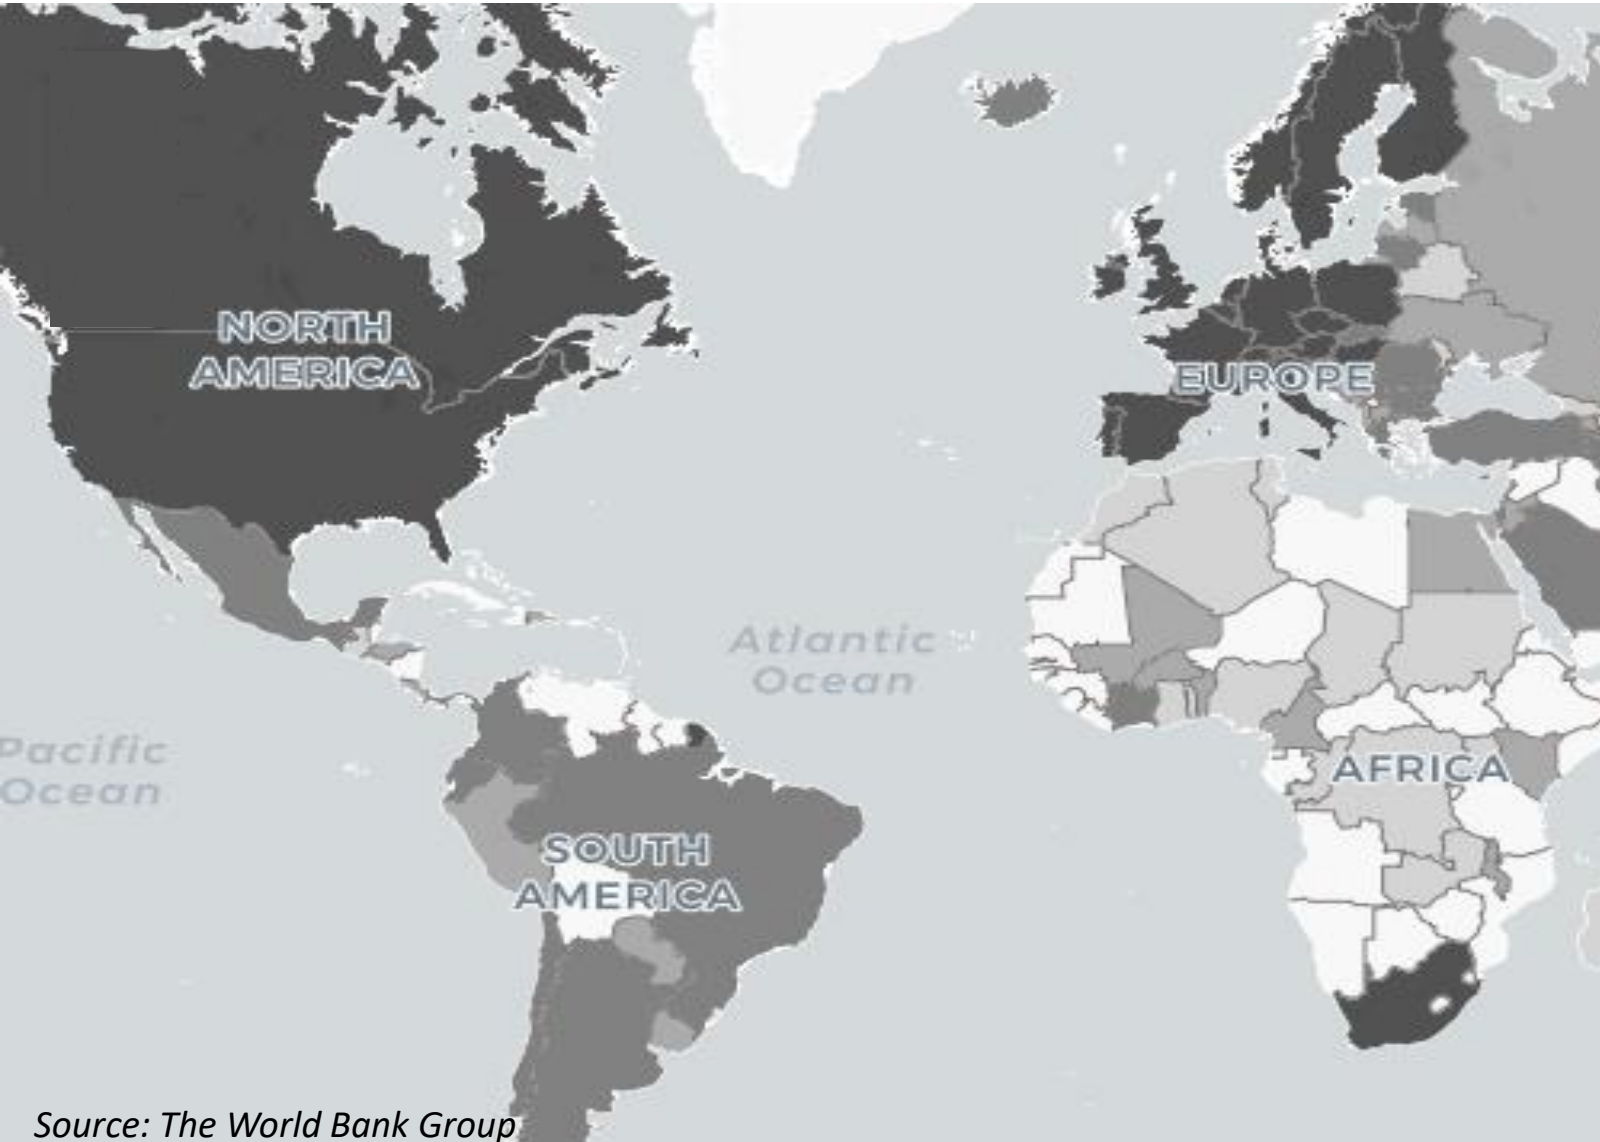 NORTH
AMERICA
EUROPE
Atlantic
Ocean
Pacific
Ocean
AFRICA
SOUTH
AMERICA
Source: The World Bank Group